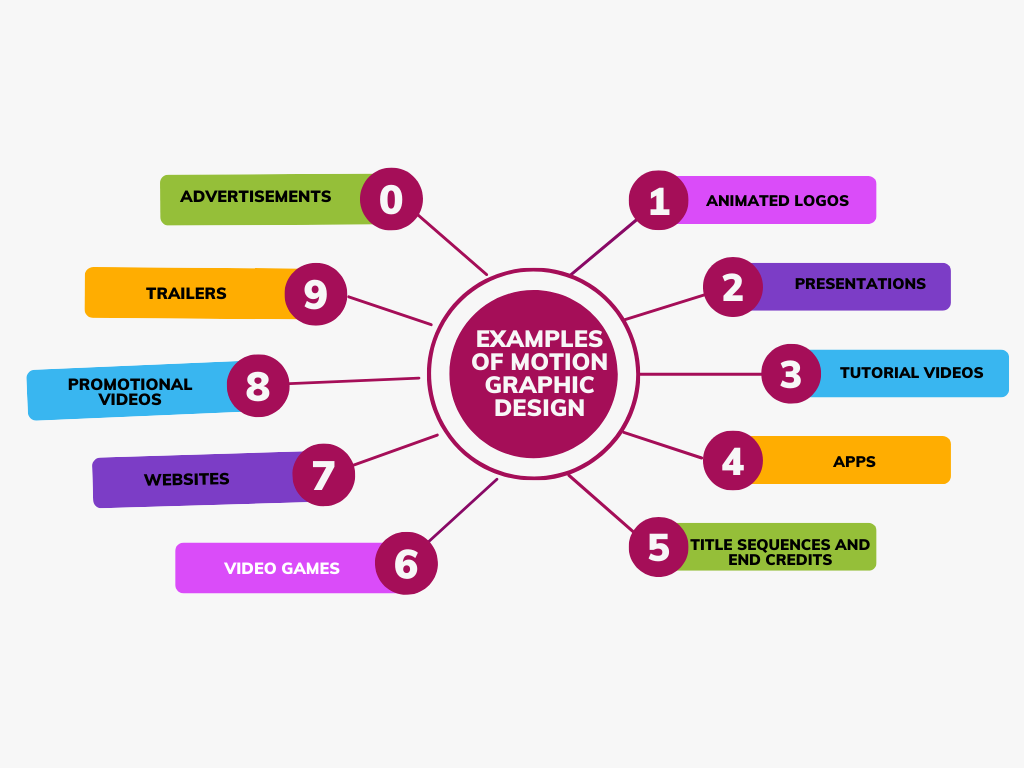 EXAMPLES
OF MOTION
GRAPHIC
DESIGN
0
ADVERTISEMENTS
1
ANIMATED LOGOS
2
PRESENTATIONS
3
TUTORIAL VIDEOS
4
APPS
5
TITLE SEQUENCES AND
END CREDITS
6
VIDEO GAMES
7
WEBSITES
8
PROMOTIONAL
VIDEOS
9
TRAILERS